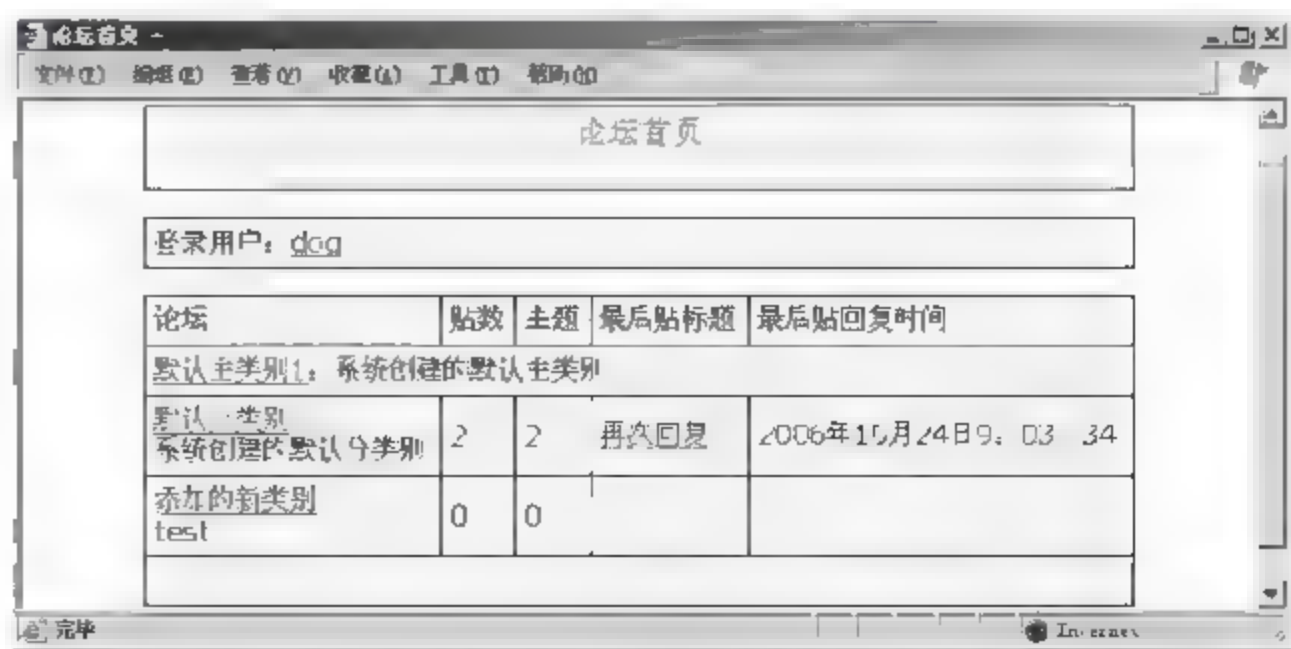 论坛首页 -
文件(F) 编辑(E) 查看(V) 收藏(A) 工具(T) 帮助(H)
论坛首页
登录用户：dog
论坛 贴数 主题 最后贴标题 最后贴回复时间
默认主类别1：系统创建的默认主类别
默认 类别
系统创建的默认分类别 2 2 再次回复 2006年10月24日9：03 34
添加的新类别
test 0 0
完毕 Internet